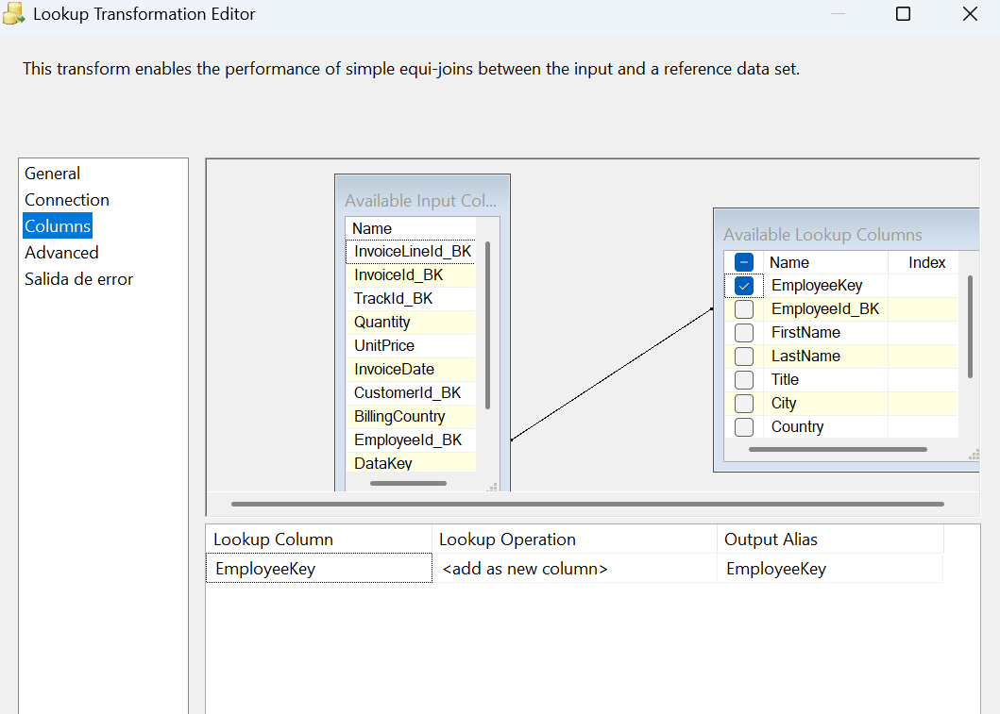 Lookup Transformation Editor
This transform enables the performance of simple equi-joins between the input and a reference data set.
General
Connection
Columns
Advanced
Salida de error
Available Input Col...
Name
InvoiceLineId_BK
InvoiceId_BK
TrackId_BK
Quantity
UnitPrice
InvoiceDate
CustomerId_BK
BillingCountry
EmployeeId_BK
DataKey
Available Lookup Columns
Name Index
EmployeeKey
EmployeeId_BK
FirstName
LastName
Title
City
Country
Lookup Column Lookup Operation Output Alias
EmployeeKey <add as new column> EmployeeKey